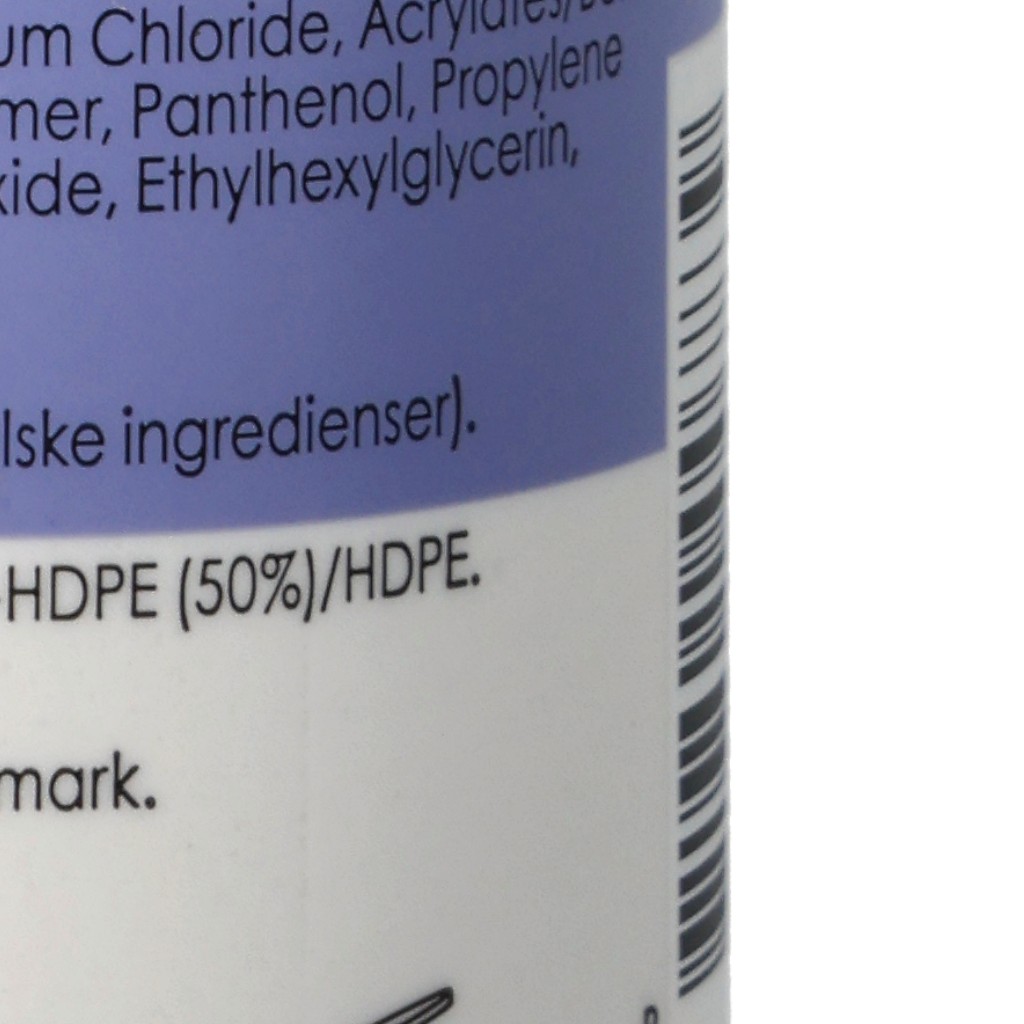 um Chloride, Acrylates/
mer, Panthenol, Propylene
xide, Ethylhexylglycerin,
lske ingredienser).
-HDPE (50%)/HDPE.
mark.